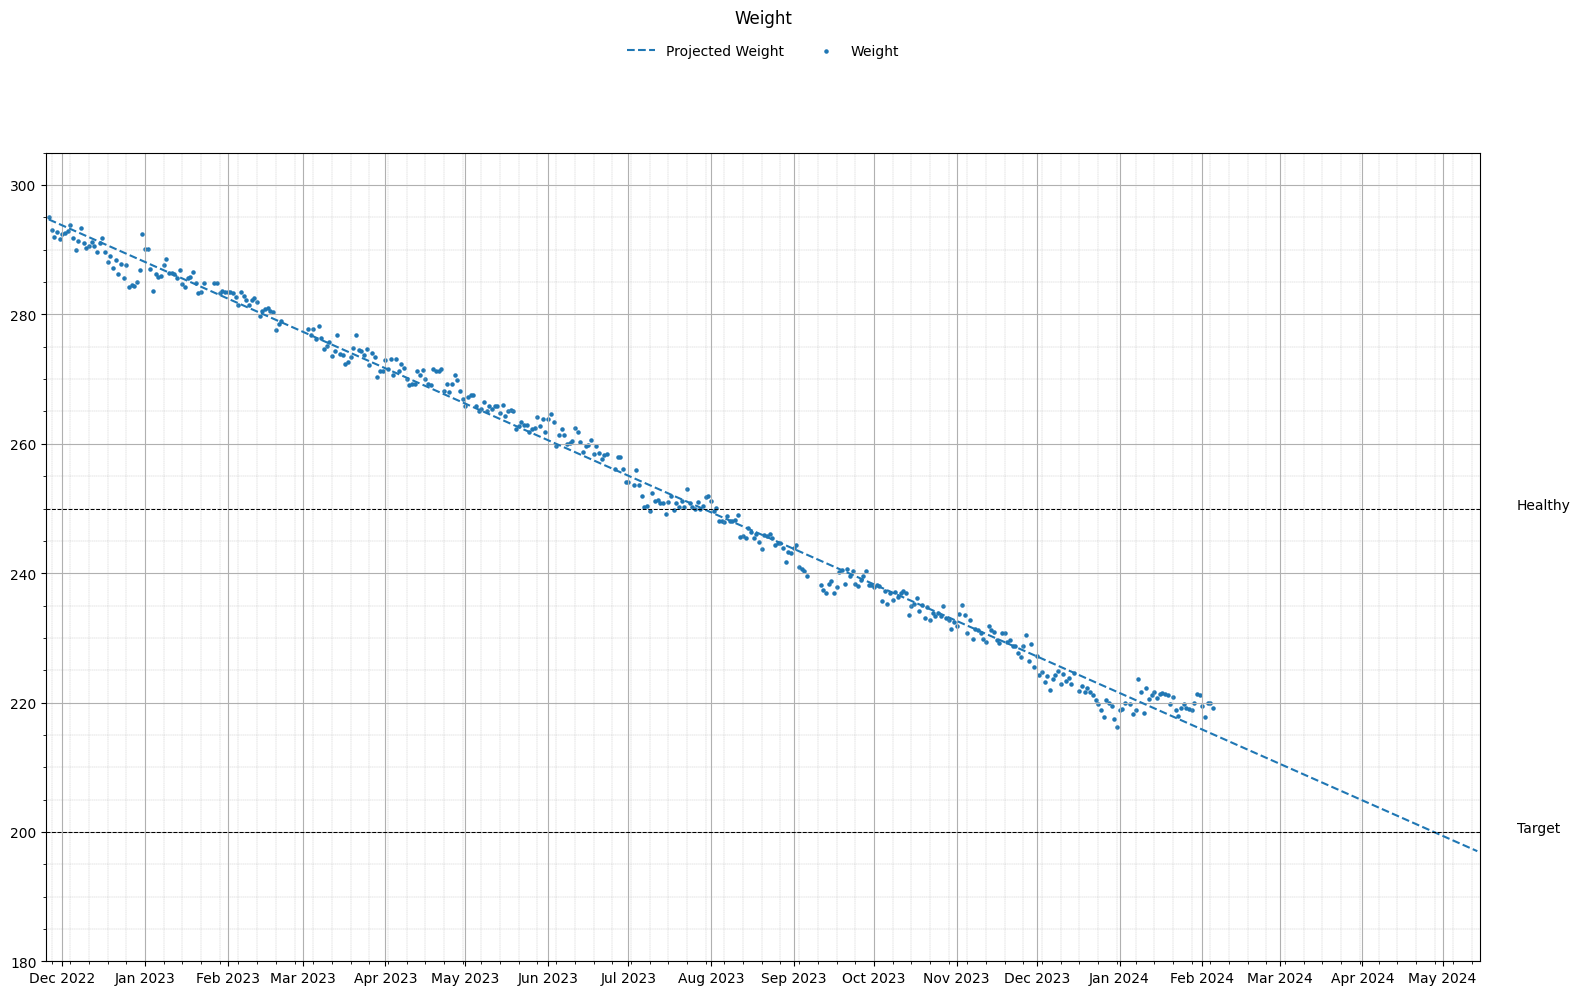 Weight
Projected Weight Weight
300
280
260
Healthy
240
220
200 Target
180
Dec 2022 Jan 2023 Feb 2023 Mar 2023 Apr 2023 May 2023 Jun 2023 Jul 2023 Aug 2023 Sep 2023 Oct 2023 Nov 2023 Dec 2023 Jan 2024 Feb 2024 Mar 2024 Apr 2024 May 2024